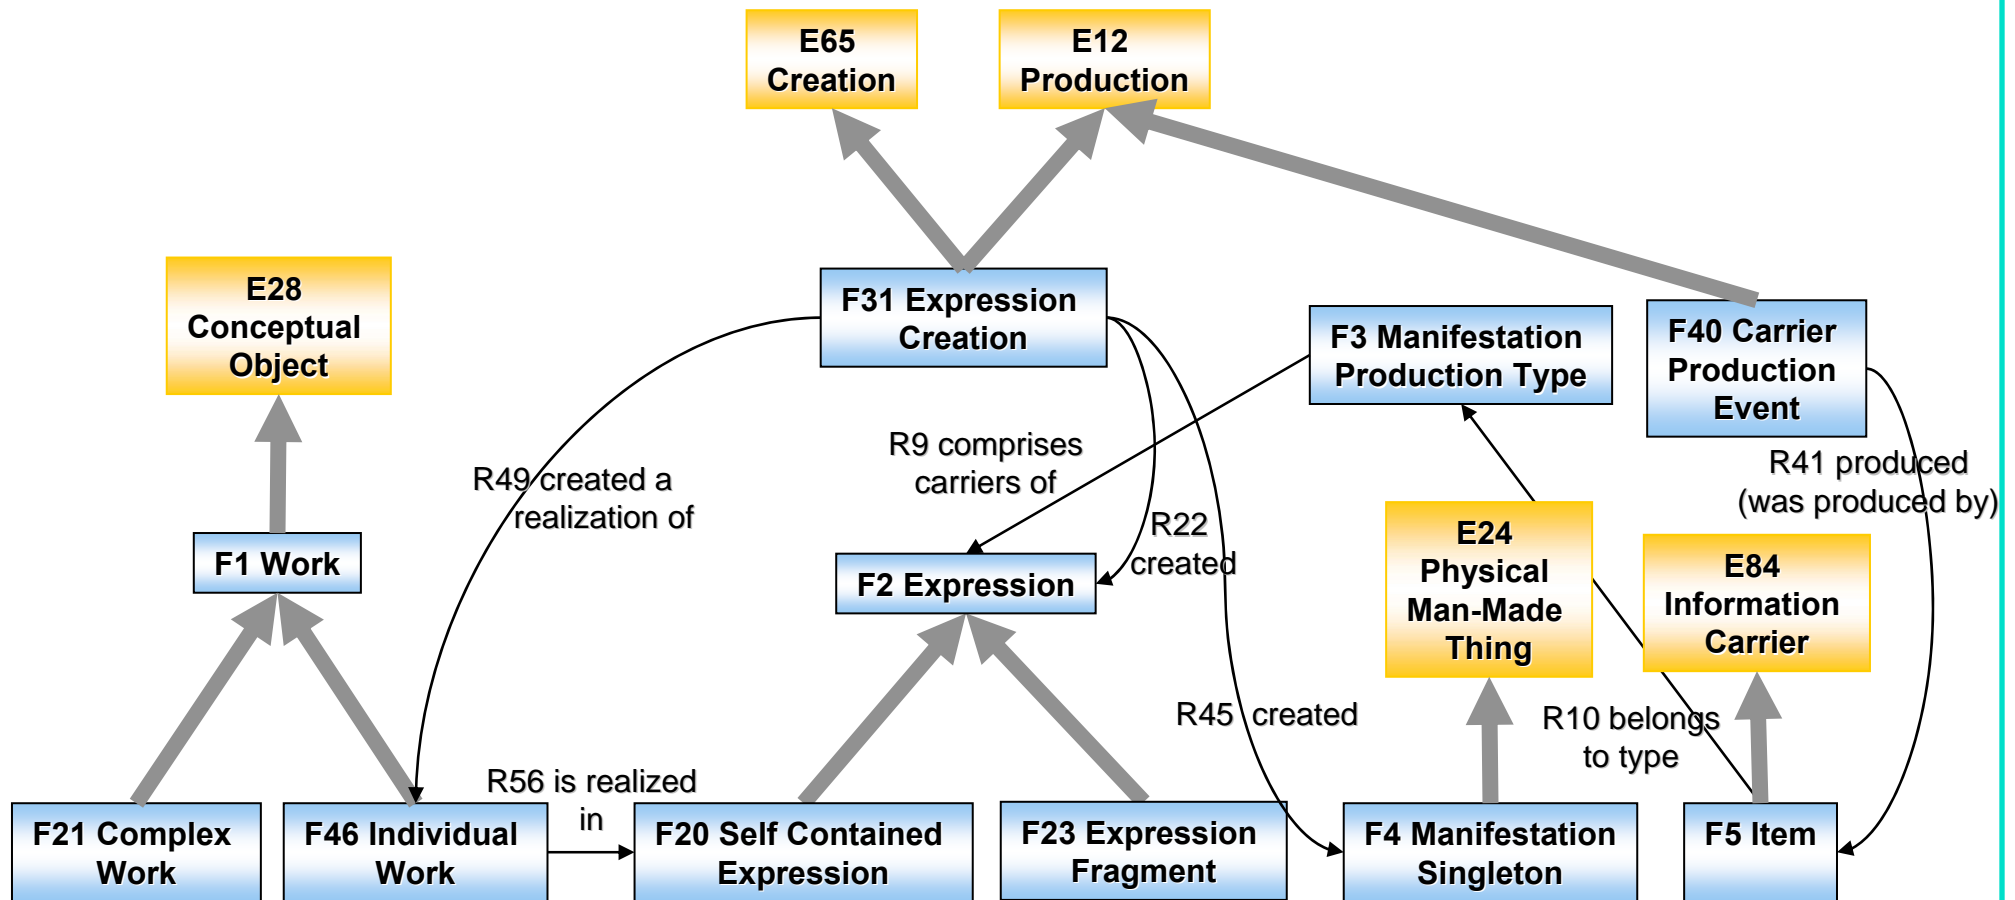 E65
Creation
E12
Production
E28
Conceptual
Object
F31 Expression
Creation
F3 Manifestation
Production Type
F40 Carrier
Production
Event
R9 comprises
carriers of
R49 created a
realization of
R41 produced
(was produced by)
R22
created
E24
Physical
Man-Made
Thing
E84
Information
Carrier
F1 Work
F2 Expression
R45 created
R10 belongs
to type
R56 is realized
in
F21 Complex
Work
F46 Individual
Work
F20 Self Contained
Expression
F23 Expression
Fragment
F4 Manifestation
Singleton
F5 Item